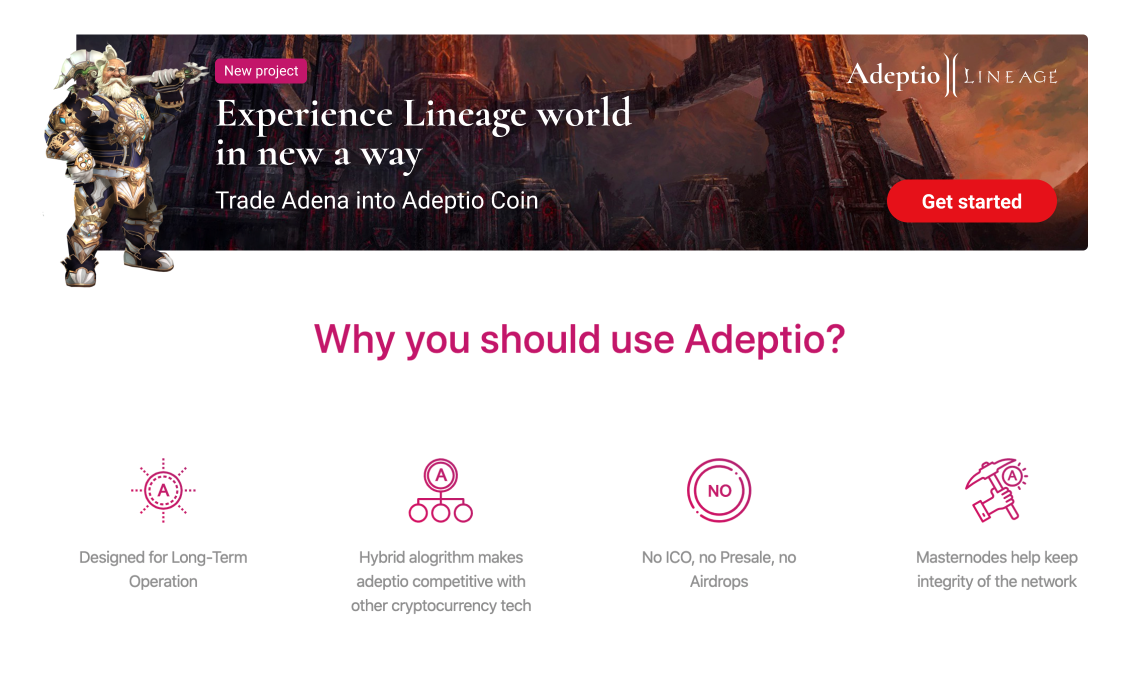 New project
Adeptio LINEAGE
Experience Lineage world
in new a way
Trade Adena into Adeptio Coin
Get started
Why you should use Adeptio?
A
Designed for Long-Term
Operation
A
Hybrid alogrithm makes
adeptio competitive with
other cryptocurrency tech
NO
No ICO, no Presale, no
Airdrops
A
Masternodes help keep
integrity of the network